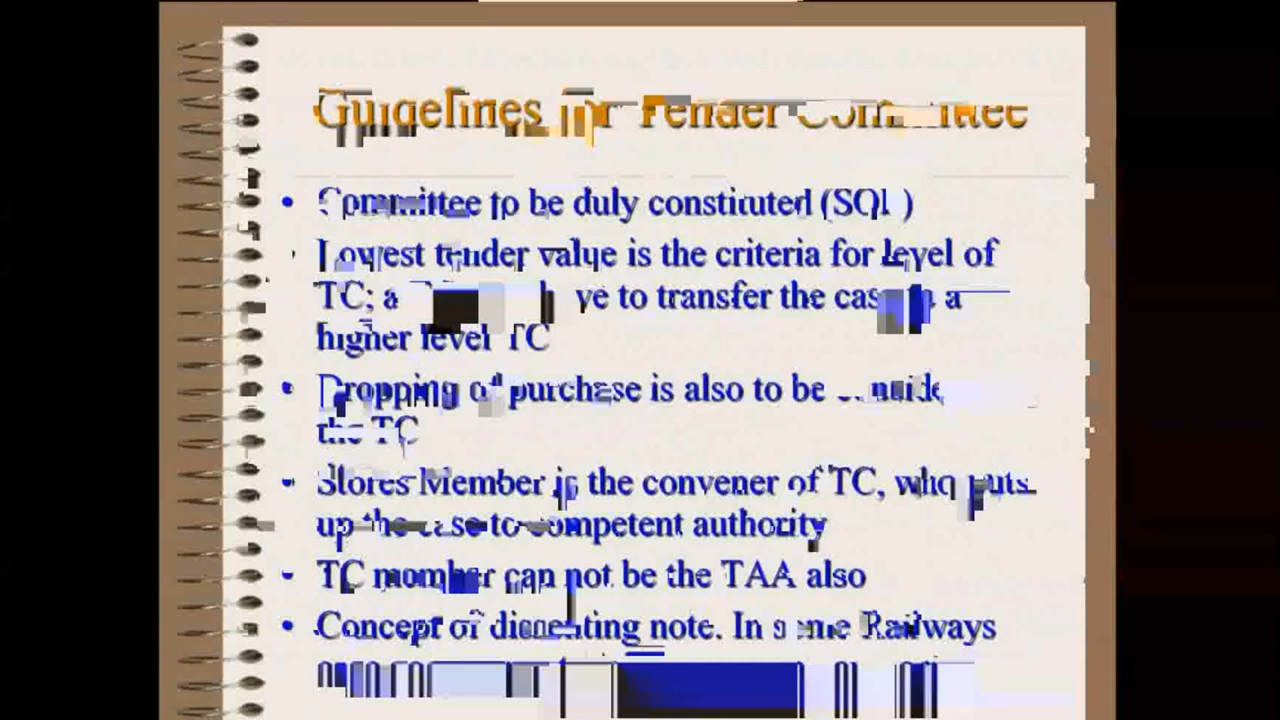 Guidelines for Tender Committee
• Committee to be duly constituted (SOL )
Lowest tender value is the criteria for level of
TC; a ve to transfer the case a
higher level TC
• Dropping of purchase is also to be
the TC
• Stores Member is the convener of TC, who puts
up the case to competent authority
• TC member can not be the TAA also
• Concept of dissenting note. In some Railways